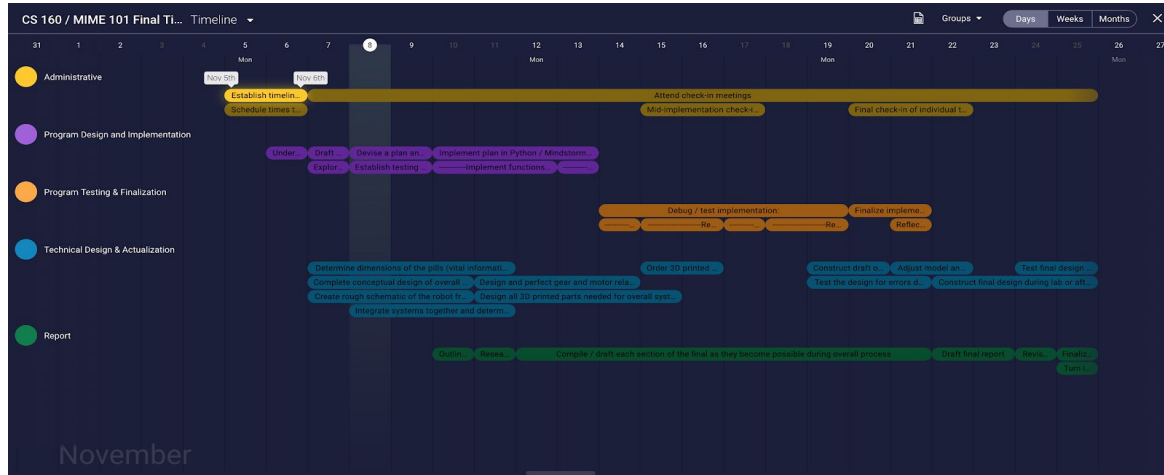 CS 160 / MIME 101 Final Ti... Timeline
Groups Days Weeks Months
31 1 2 3 4 5 6 7 8 9 10 11 12 13 14 15 16 17 18 19 20 21 22 23 24 25 26 27
Mon Mon Mon Mon
Administrative
Nov 5th Nov 6th
Establish timelin... Attend check-in meetings
Schedule times t... Mid-implementation check-i... Final check-in of individual t...
Program Design and Implementation
Under... Draft ... Devise a plan an... Implement plan in Python / Mindstorm...
Explor... Establish testing ... Implement functions...
Program Testing & Finalization
Debug / test implementation: Finalize impleme...
Re... Re... Reflec...
Technical Design & Actualization
Determine dimensions of the pills (vital informati... Order 3D printed ... Construct draft o... Adjust model an... Test final design ...
Complete conceptual design of overall ... Design and perfect gear and motor rela... Test the design for errors d... Construct final design during lab or aft...
Create rough schematic of the robot fr... Design all 3D printed parts needed for overall syst...
Integrate systems together and determ...
Report
Outlin... Resea... Compile / draft each section of the final as they become possible during overall process Draft final report Revis... Finaliz...
Turn i...
November